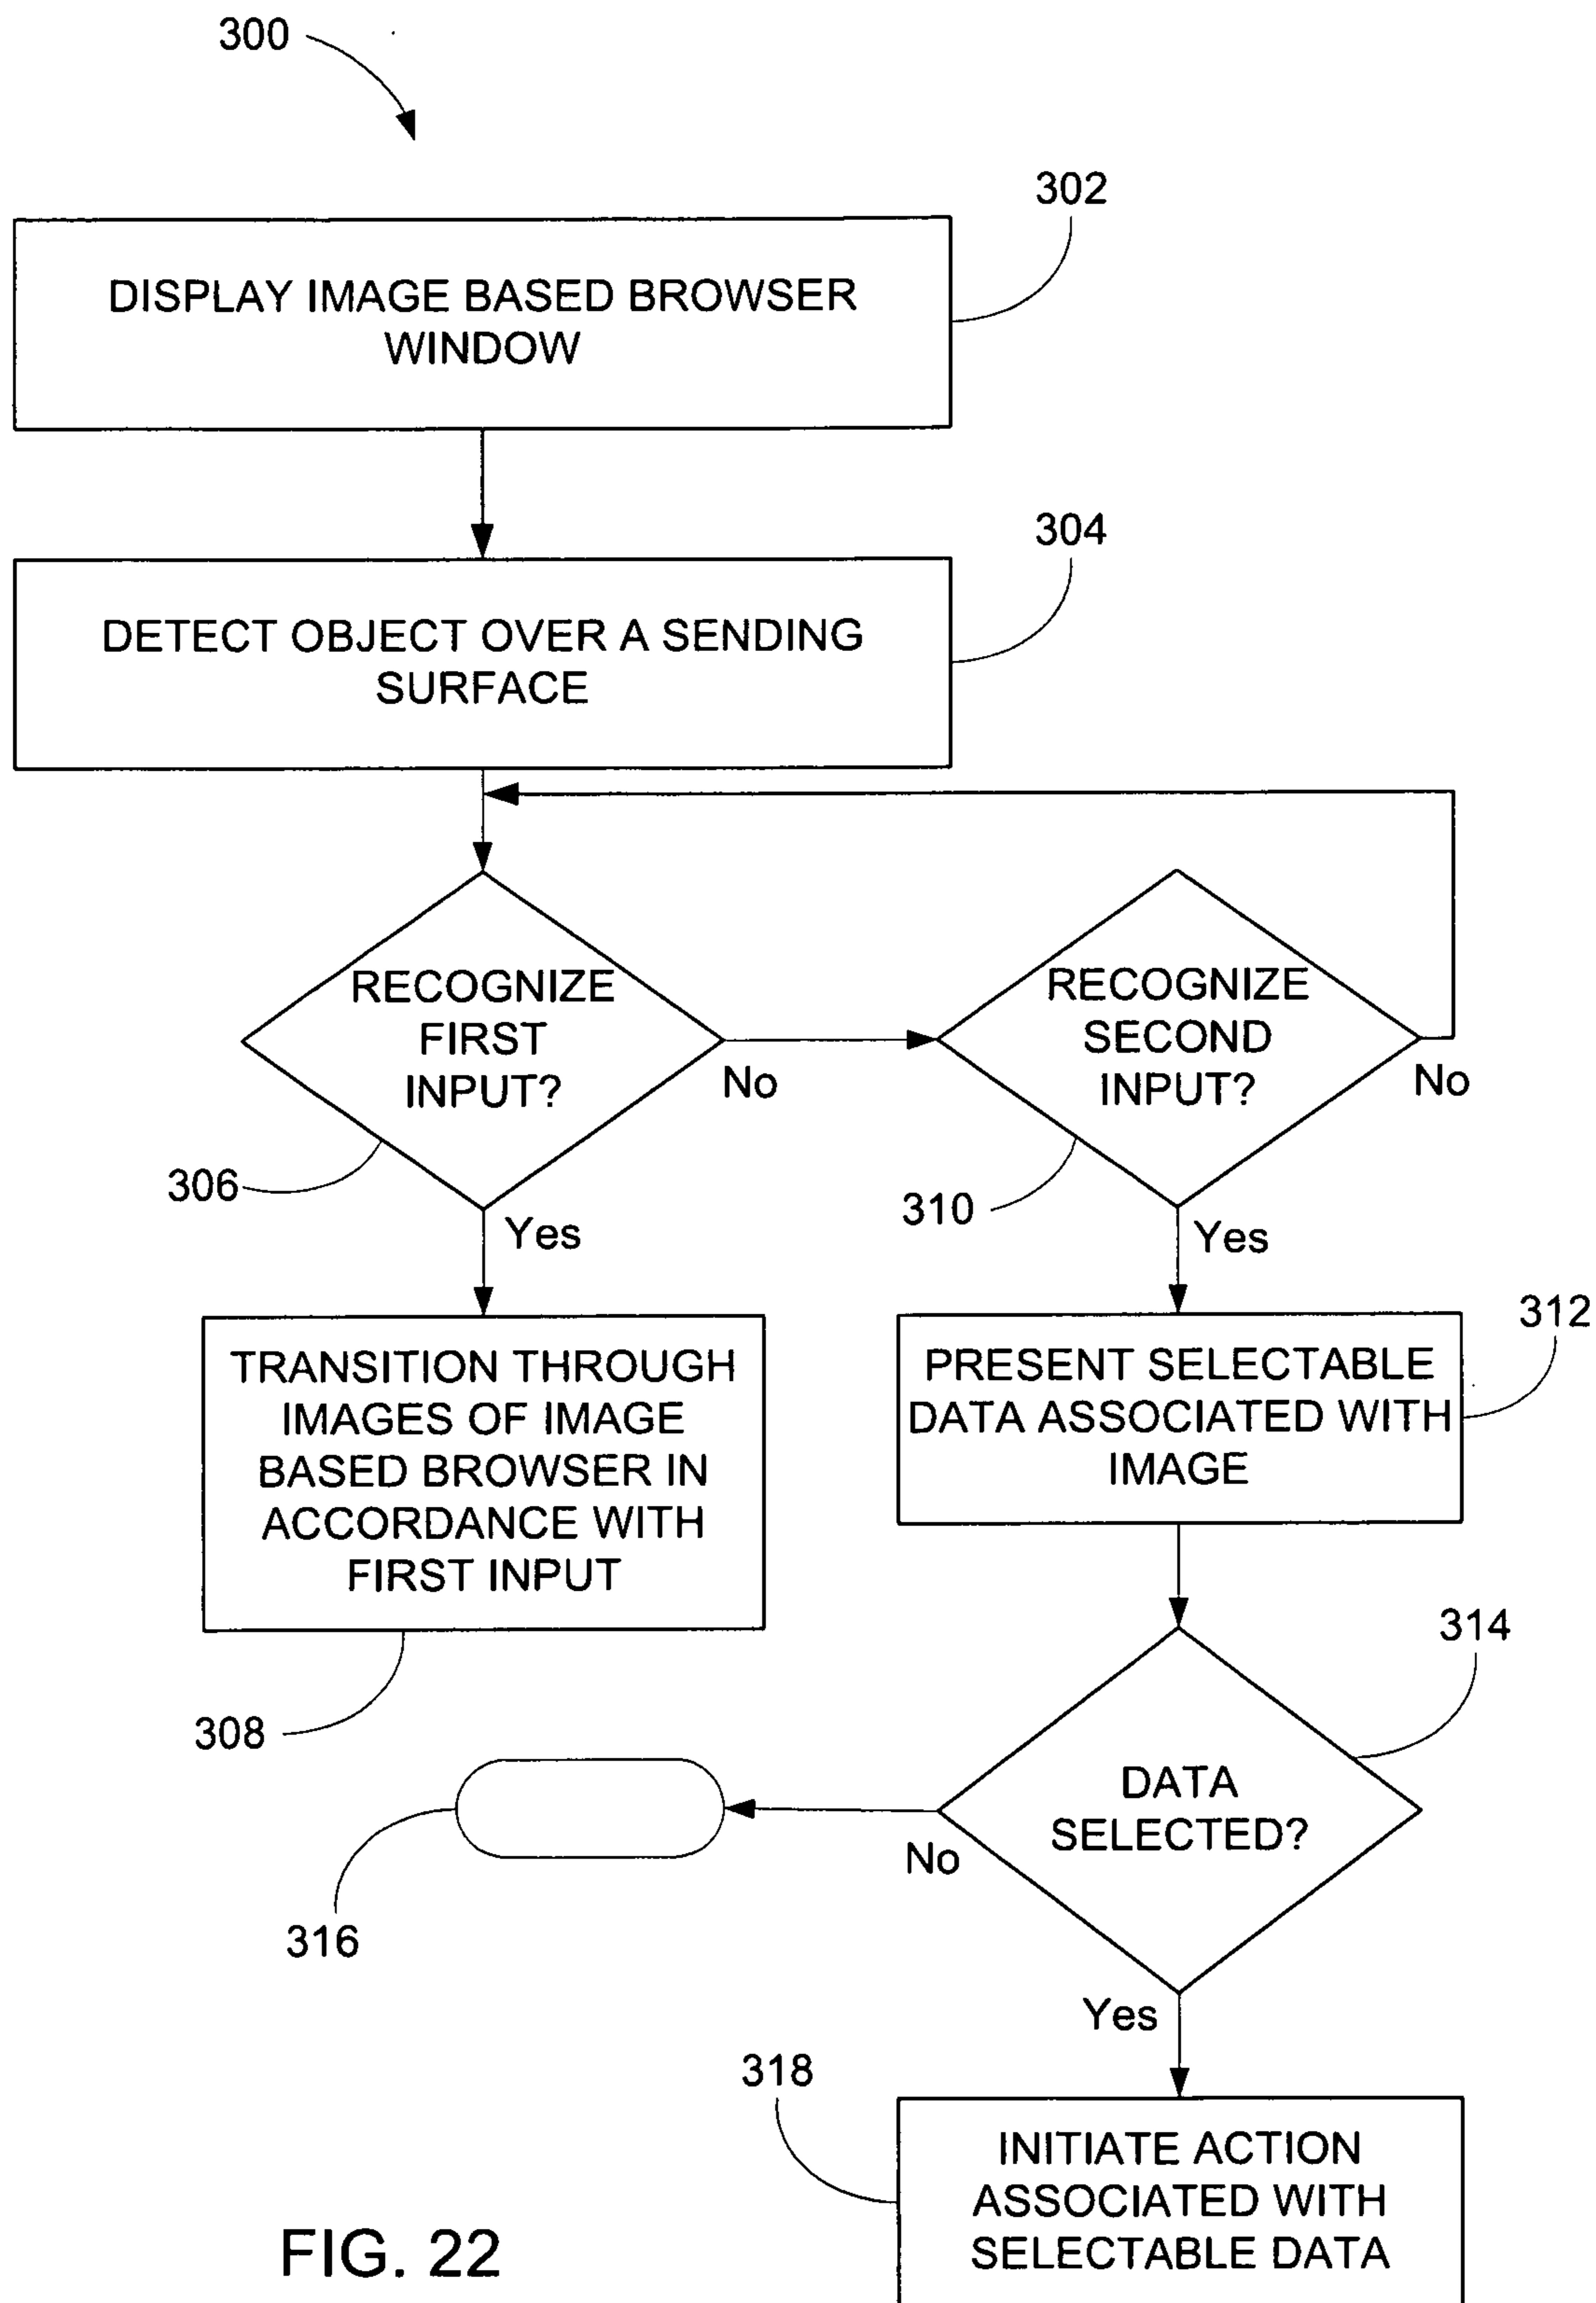 300
302
DISPLAY IMAGE BASED BROWSER
WINDOW
304
DETECT OBJECT OVER A SENDING
SURFACE
RECOGNIZE
FIRST
INPUT?
No
306
Yes
RECOGNIZE
SECOND
INPUT?
No
310
Yes
TRANSITION THROUGH
IMAGES OF IMAGE
BASED BROWSER IN
ACCORDANCE WITH
FIRST INPUT
308
312
PRESENT SELECTABLE
DATA ASSOCIATED WITH
IMAGE
314
DATA
SELECTED?
No
316
Yes
318
INITIATE ACTION
ASSOCIATED WITH
SELECTABLE DATA
FIG. 22